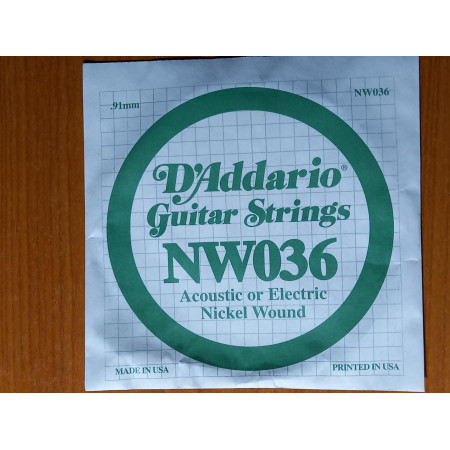 .91mm NW036
D'Addario®
Guitar Strings
NW036
Acoustic or Electric
Nickel Wound
MADE IN USA PRINTED IN USA